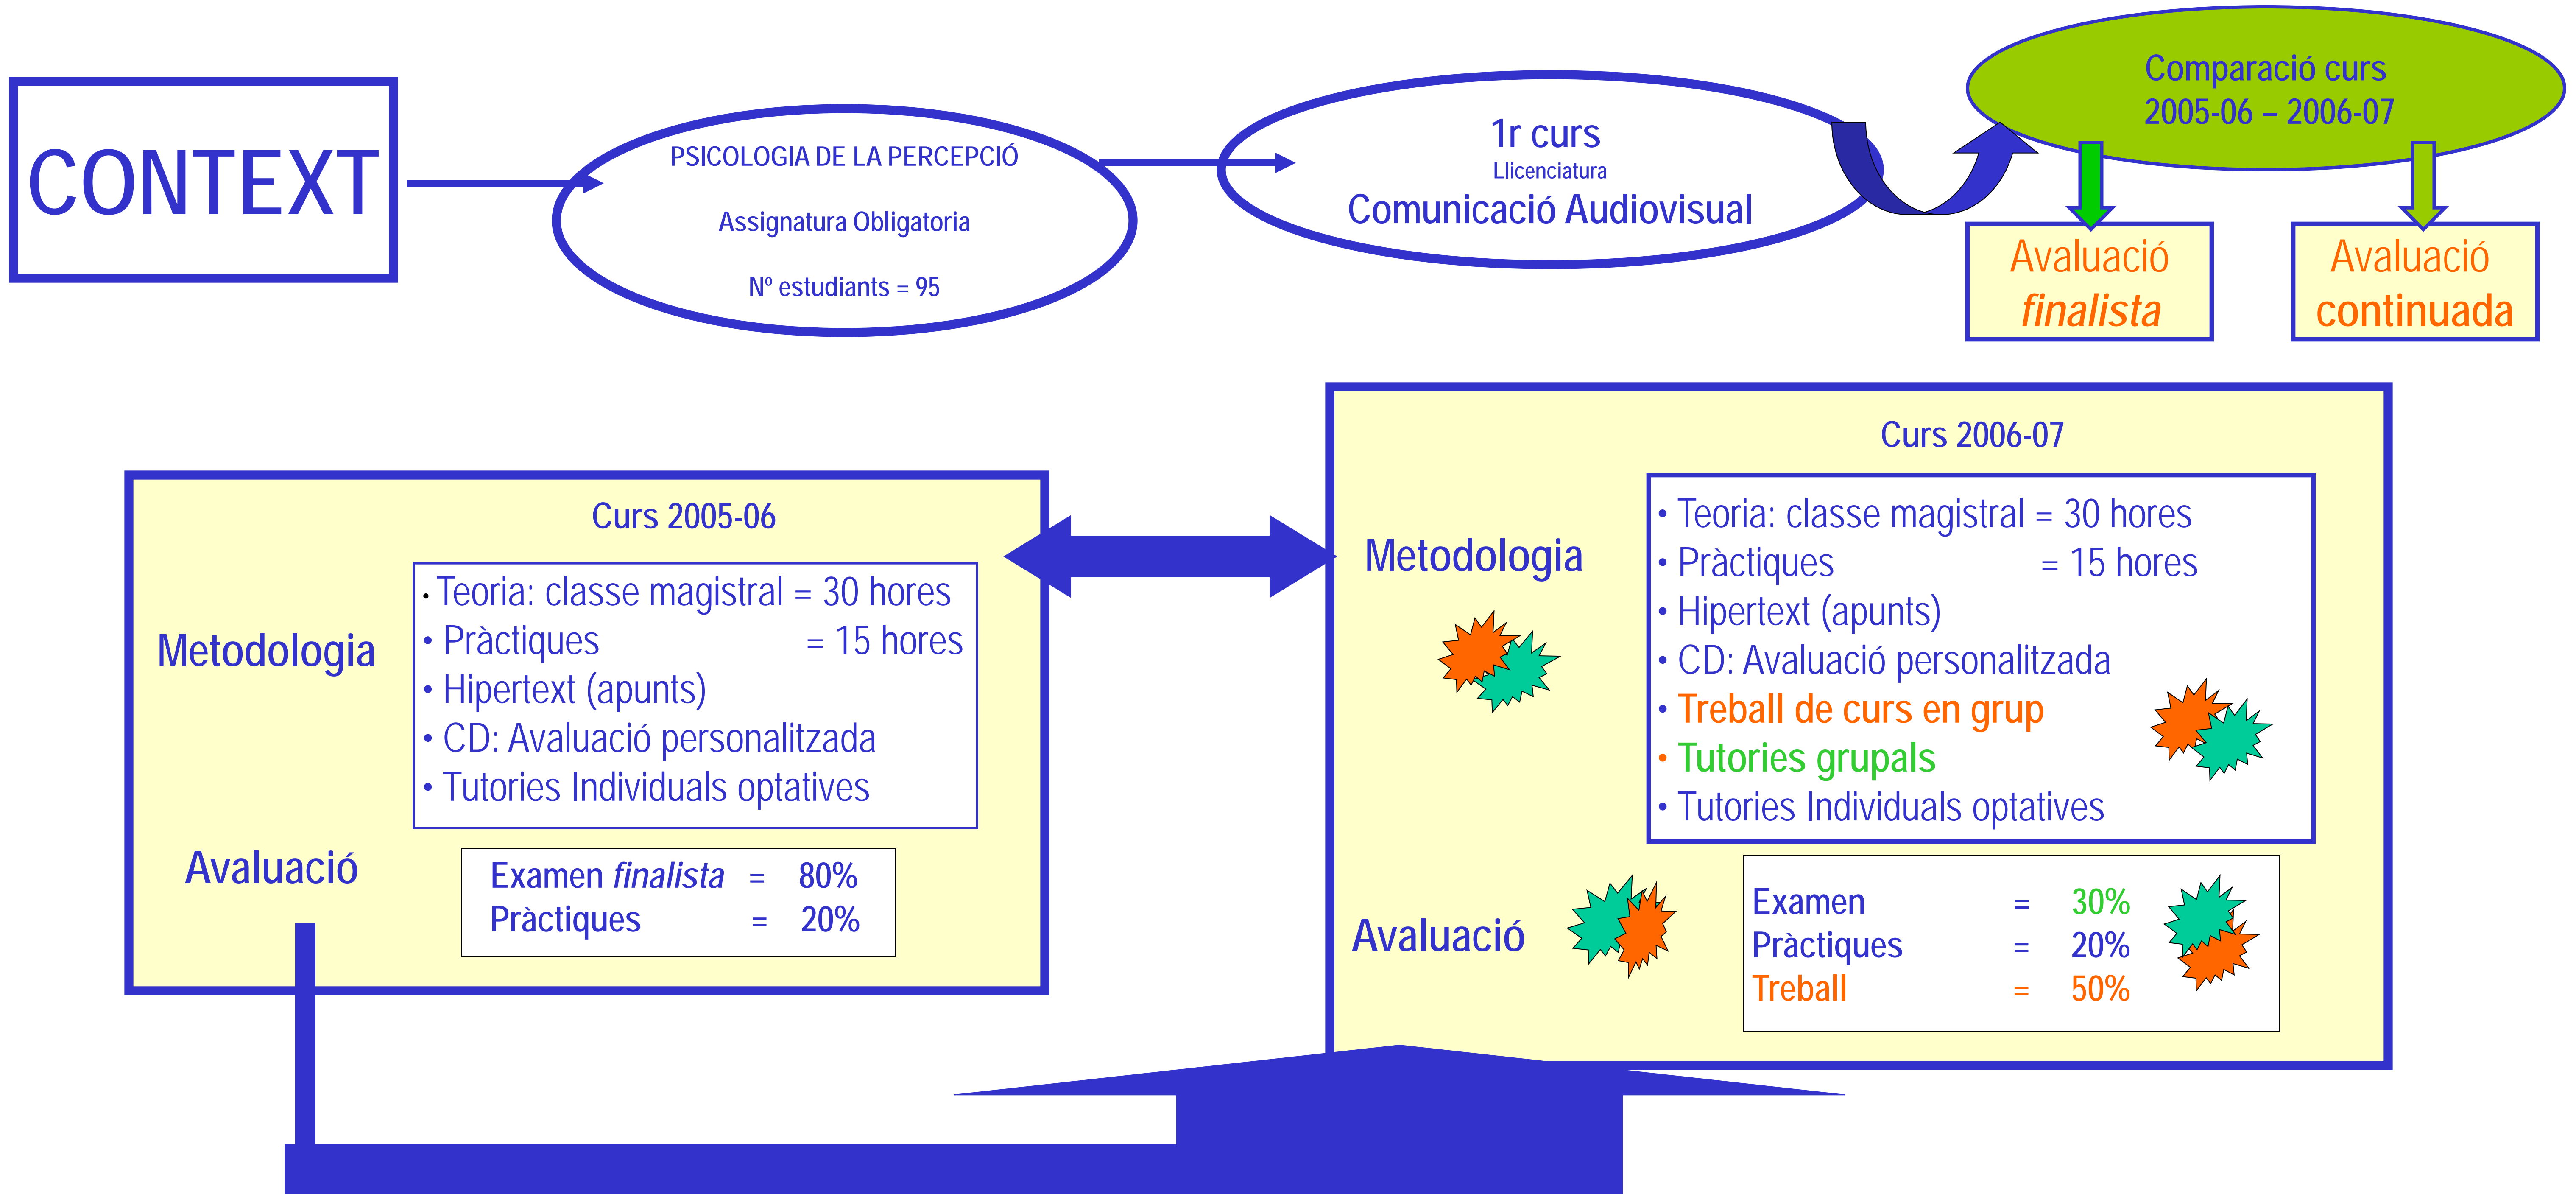 CONTEXT
PSICOLOGIA DE LA PERCEPCIÓ
Assignatura Obligatoria
Nº estudiants = 95
1r curs
Llicenciatura
Comunicació Audiovisual
Comparació curs
2005-06 – 2006-07
Avaluació
finalista
Avaluació
continuada
Curs 2005-06
Metodologia
• Teoria: classe magistral = 30 hores
• Pràctiques = 15 hores
• Hipertext (apunts)
• CD: Avaluació personalitzada
• Tutories Individuals optatives
Avaluació
Examen finalista = 80%
Pràctiques = 20%
Curs 2006-07
Metodologia
• Teoria: classe magistral = 30 hores
• Pràctiques = 15 hores
• Hipertext (apunts)
• CD: Avaluació personalitzada
• Treball de curs en grup
• Tutories grupals
• Tutories Individuals optatives
Avaluació
Examen = 30%
Pràctiques = 20%
Treball = 50%